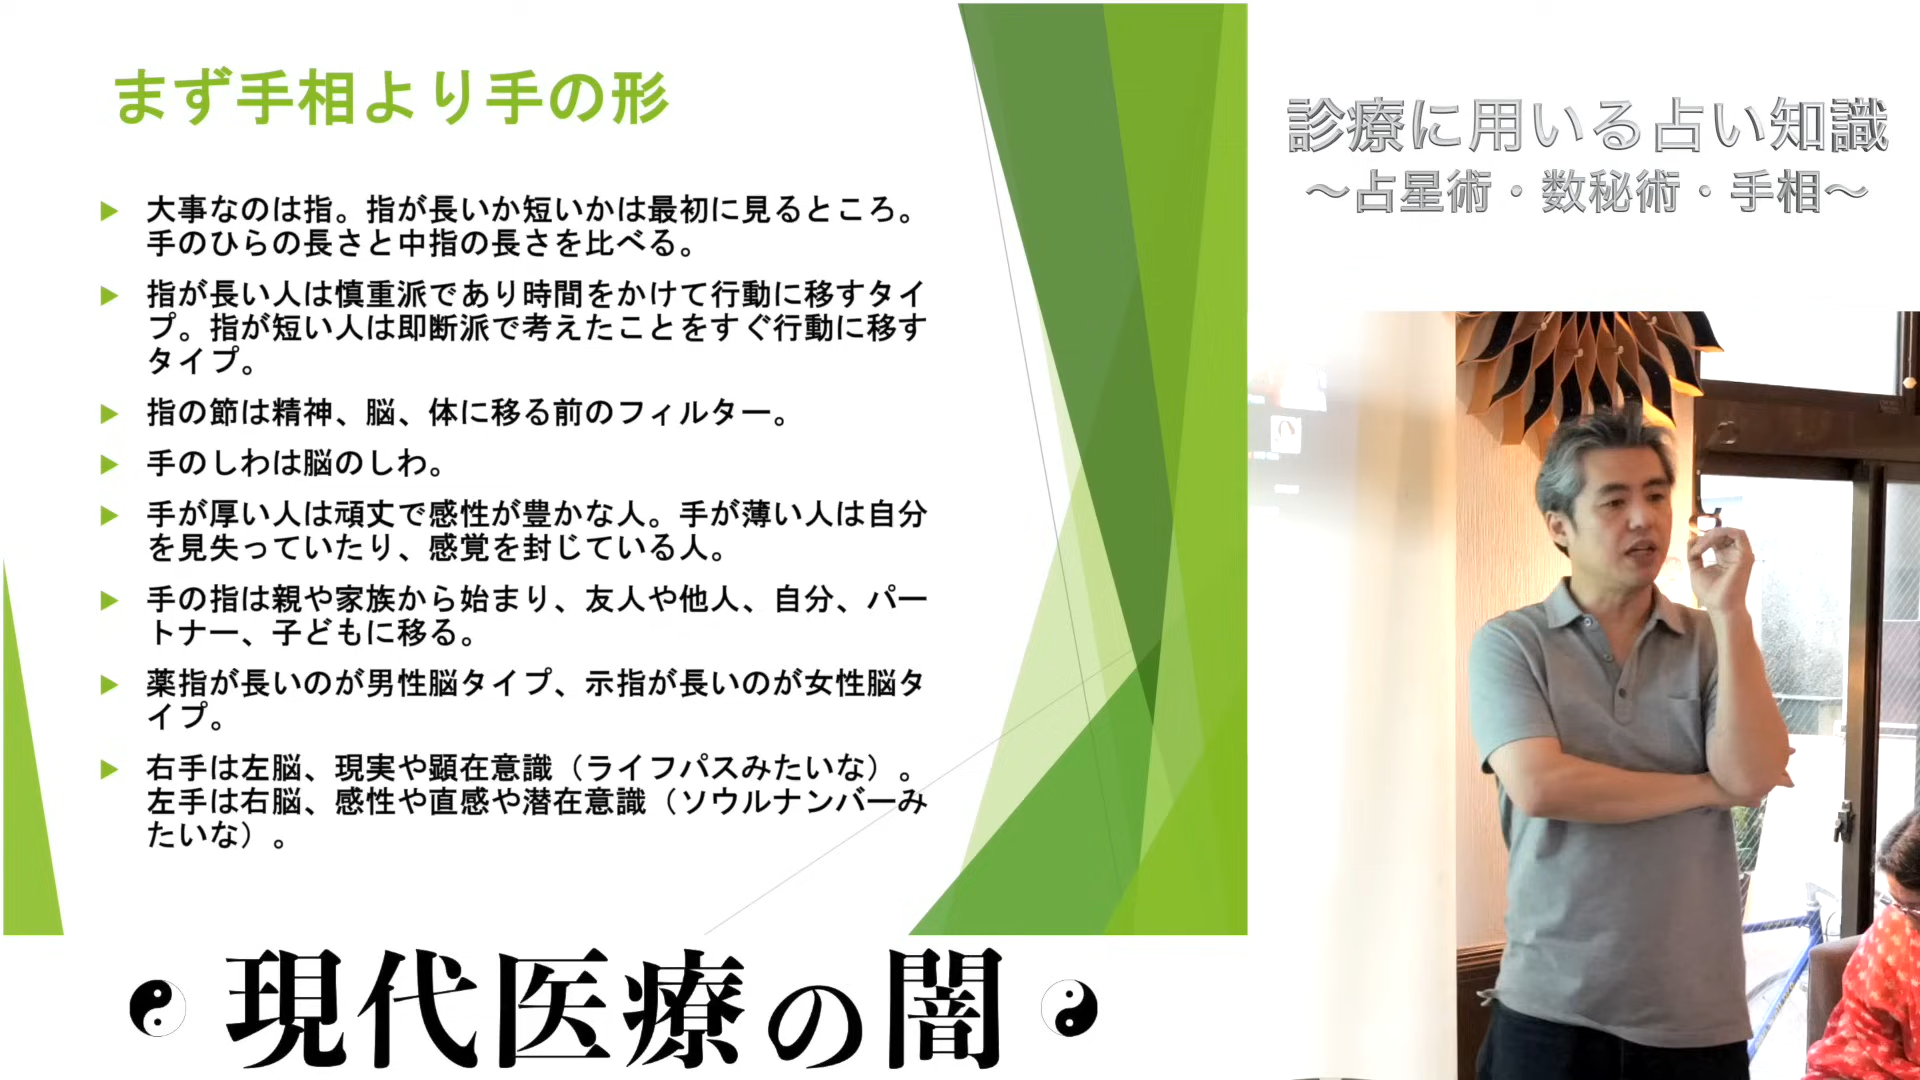 まず手相より手の形
大事なのは指。指が長いか短いかは最初に見るところ。
手のひらの長さと中指の長さを比べる。
指が長い人は慎重派であり時間をかけて行動に移すタイ
プ。指が短い人は即断派で考えたことをすぐ行動に移す
タイプ。
指の節は精神、脳、体に移る前のフィルター。
手のしわは脳のしわ。
手が厚い人は頑丈で感性が豊かな人。手が薄い人は自分
を見失っていたり、感覚を封じている人。
手の指は親や家族から始まり、友人や他人、自分、パー
トナー、子どもに移る。
薬指が長いのが男性脳タイプ、示指が長いのが女性脳タ
イプ。
右手は左脳、現実や顕在意識（ライフパスみたいな）。
左手は右脳、感性や直感や潜在意識（ソウルナンバーみ
たいな）。
診療に用いる占い知識
～占星術・数秘術・手相～
現代医療の闇